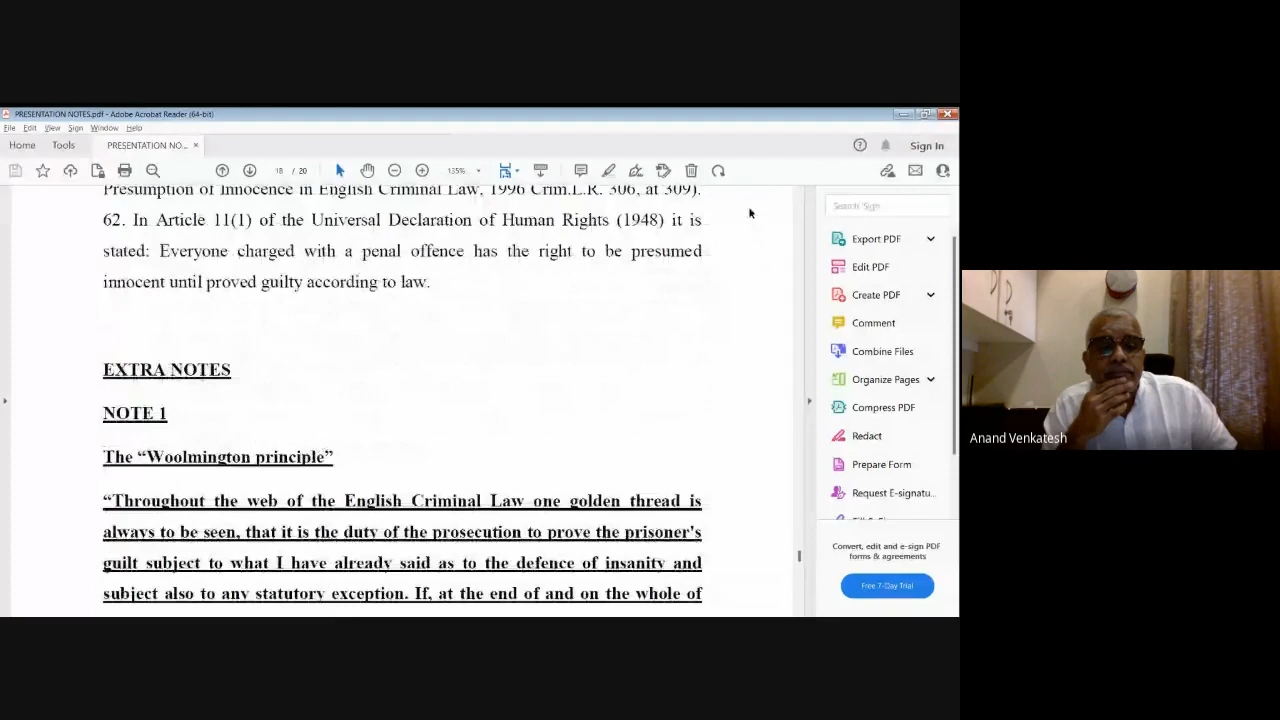 PRESENTATION NOTES.pdf - Adobe Acrobat Reader (64-bit)
File Edit View Sign Window Help
Home Tools PRESENTATION NO... × Sign In
18 / 20 135%
Presumption of Innocence in English Criminal Law, 1996 Crim.L.R. 306, at 309).
62. In Article 11(1) of the Universal Declaration of Human Rights (1948) it is
stated: Everyone charged with a penal offence has the right to be presumed
innocent until proved guilty according to law.
EXTRA NOTES
NOTE 1
The “Woolmington principle”
“Throughout the web of the English Criminal Law one golden thread is
always to be seen, that it is the duty of the prosecution to prove the prisoner's
guilt subject to what I have already said as to the defence of insanity and
subject also to any statutory exception. If, at the end of and on the whole of
Search 'Sign'
Export PDF
Edit PDF
Create PDF
Comment
Combine Files
Organize Pages
Compress PDF
Redact
Prepare Form
Request E-signatu...
Convert, edit and e-sign PDF
forms & agreements
Free 7-Day Trial
Anand Venkatesh